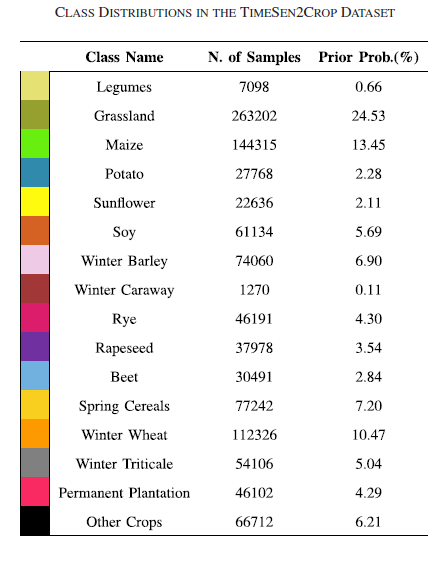 CLASS DISTRIBUTIONS IN THE TIMESEN2CROP DATASET
Class Name N. of Samples Prior Prob.(%)
Legumes 7098 0.66
Grassland 263202 24.53
Maize 144315 13.45
Potato 27768 2.28
Sunflower 22636 2.11
Soy 61134 5.69
Winter Barley 74060 6.90
Winter Caraway 1270 0.11
Rye 46191 4.30
Rapeseed 37978 3.54
Beet 30491 2.84
Spring Cereals 77242 7.20
Winter Wheat 112326 10.47
Winter Triticale 54106 5.04
Permanent Plantation 46102 4.29
Other Crops 66712 6.21